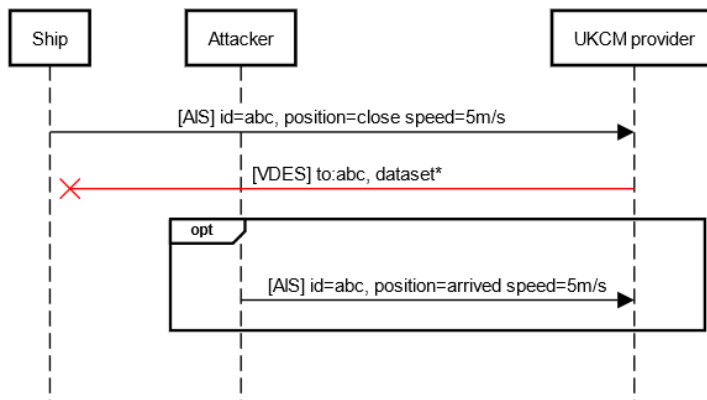 Ship
Attacker
UKCM provider
[AIS] id=abc, position=close speed=5m/s
[VDES] to:abc, dataset*
opt
[AIS] id=abc, position=arrived speed=5m/s